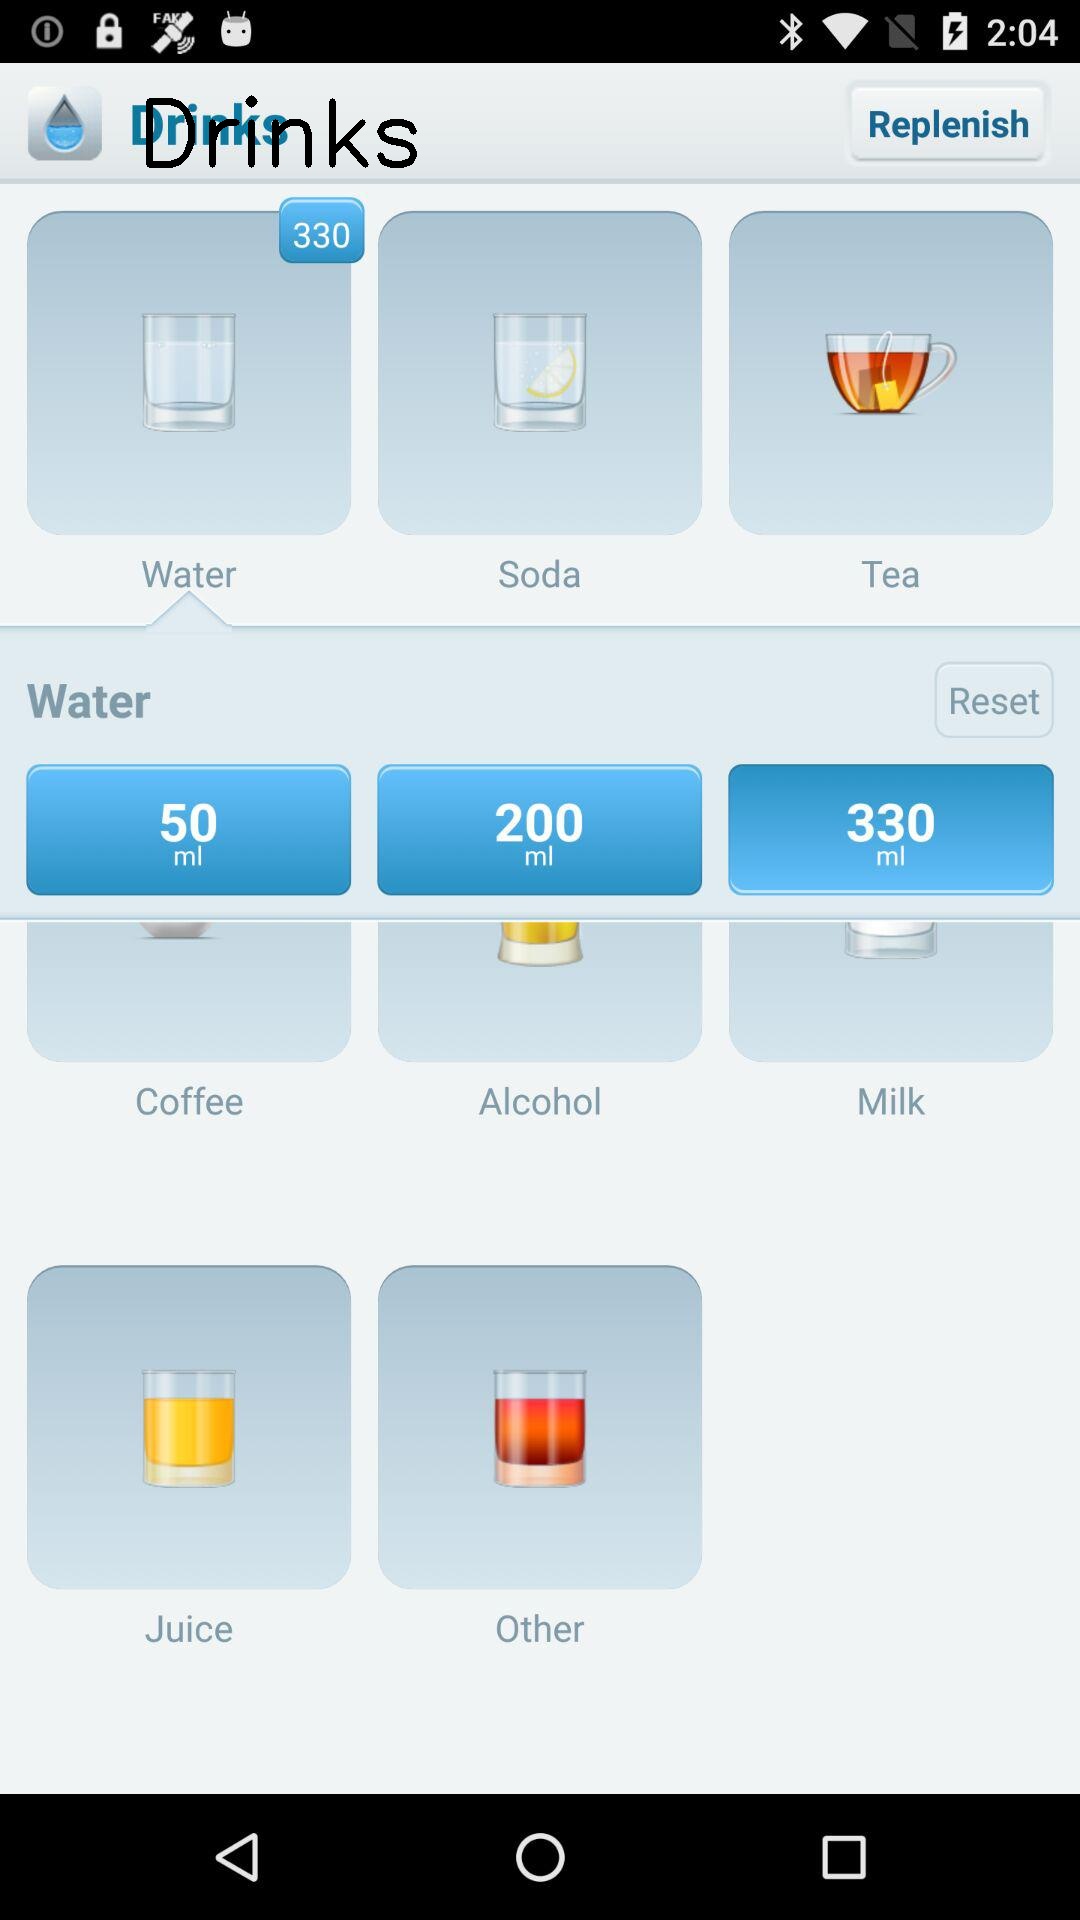 FAKE
2:04
Drinks
Drinks
Replenish
330
Water
Soda
Tea
Water
Reset
50
ml
200
ml
330
ml
Coffee
Alcohol
Milk
Juice
Other